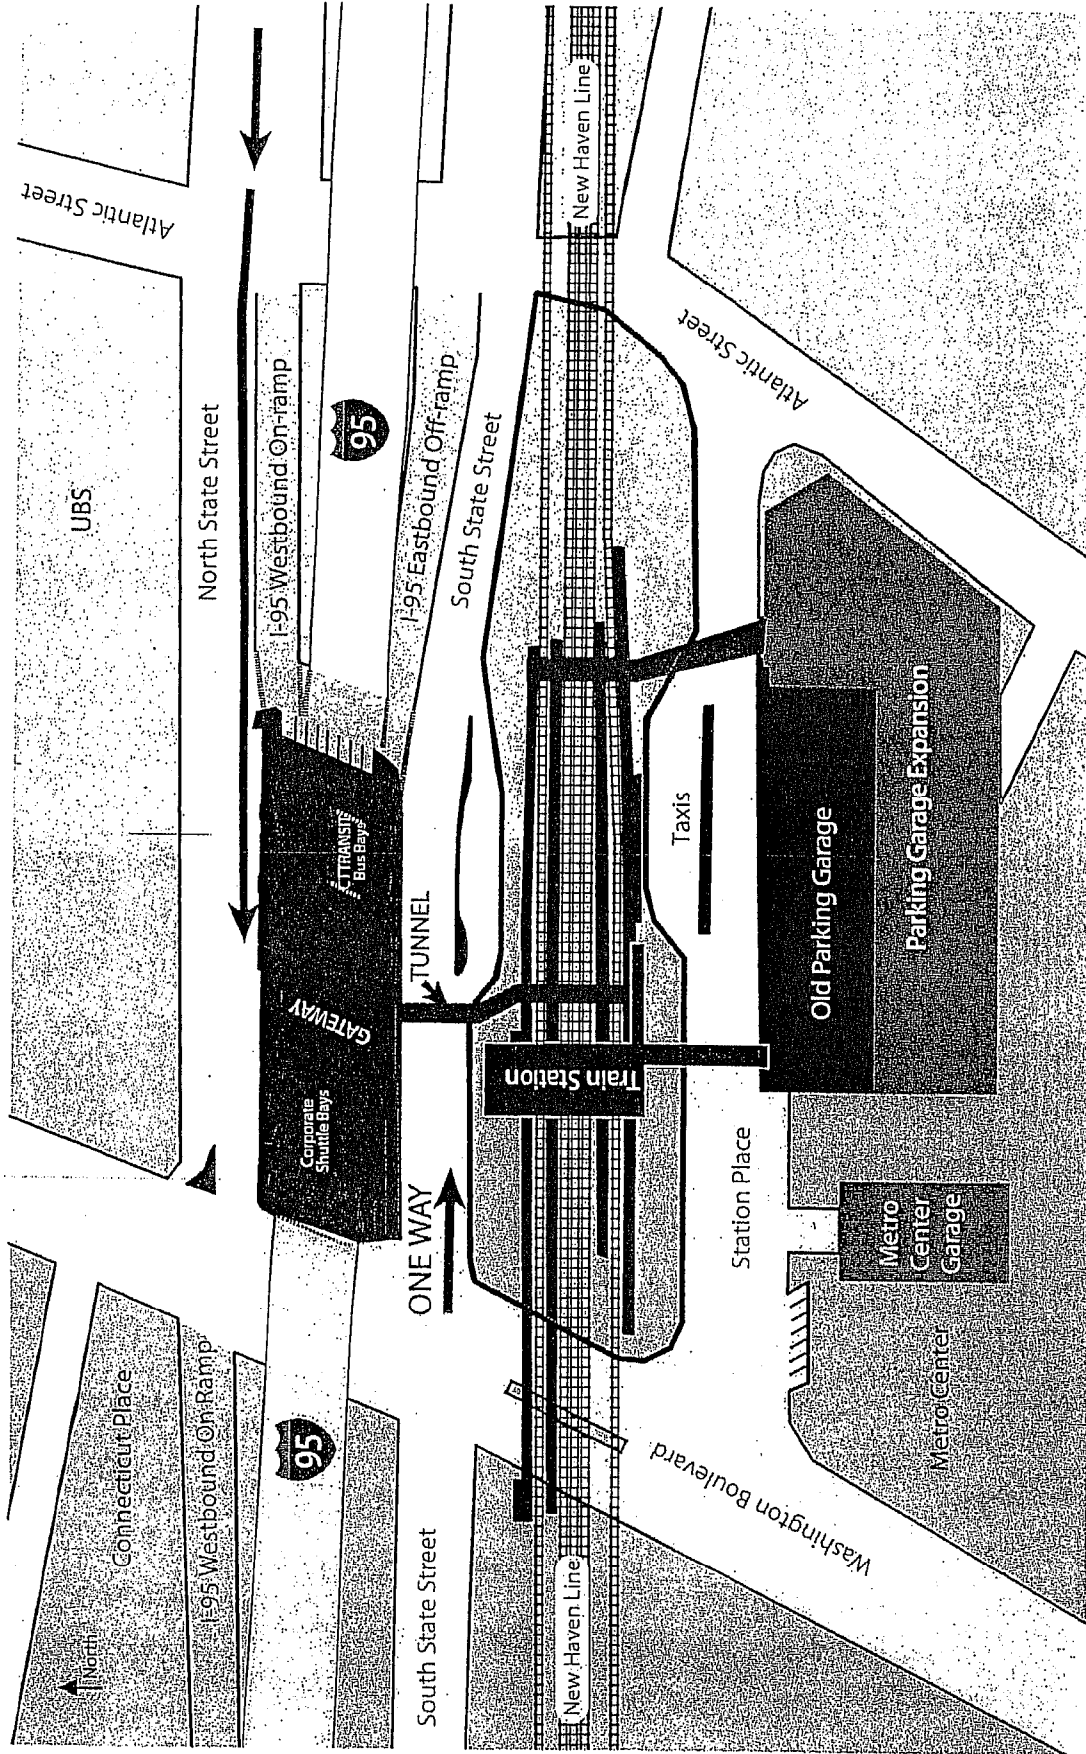 North
Connecticut Place
I-95 Westbound On Ramp
95
South State Street
New Haven Line
Washington Boulevard
ONE WAY
Corporate
Shuttle Bays
GATEWAY
CTTRANSIT
Bus Bays
TUNNEL
Train Station
Station Place
Metro Center
Metro
Center
Garage
Taxis
Old Parking Garage
Parking Garage Expansion
UBS
North State Street
I-95 Westbound On-ramp
95
I-95 Eastbound Off-ramp
South State Street
Atlantic Street
New Haven Line
Atlantic Street